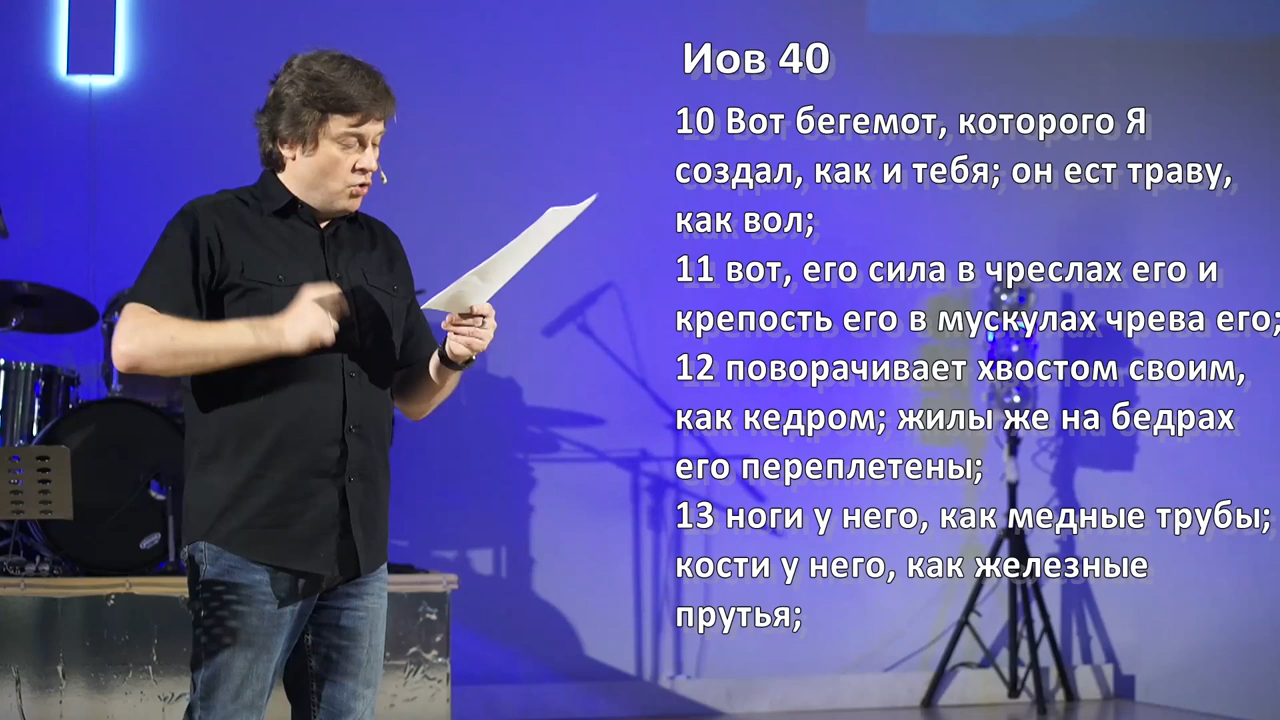 Иов 40
10 Вот бегемот, которого Я
создал, как и тебя; он ест траву,
как вол;
11 вот, его сила в чреслах его и
крепость его в мускулах чрева его;
12 поворачивает хвостом своим,
как кедром; жилы же на бедрах
его переплетены;
13 ноги у него, как медные трубы;
кости у него, как железные
прутья;